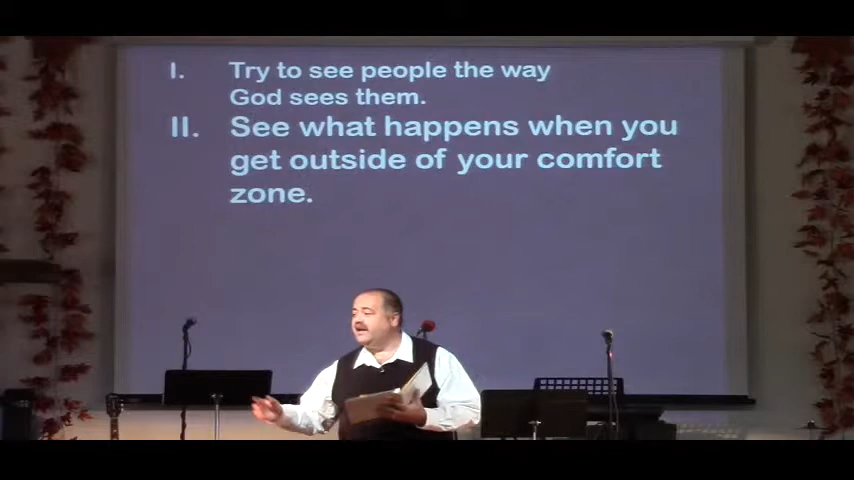 I. Try to see people the way
God sees them.
II. See what happens when you
get outside of your comfort
zone.